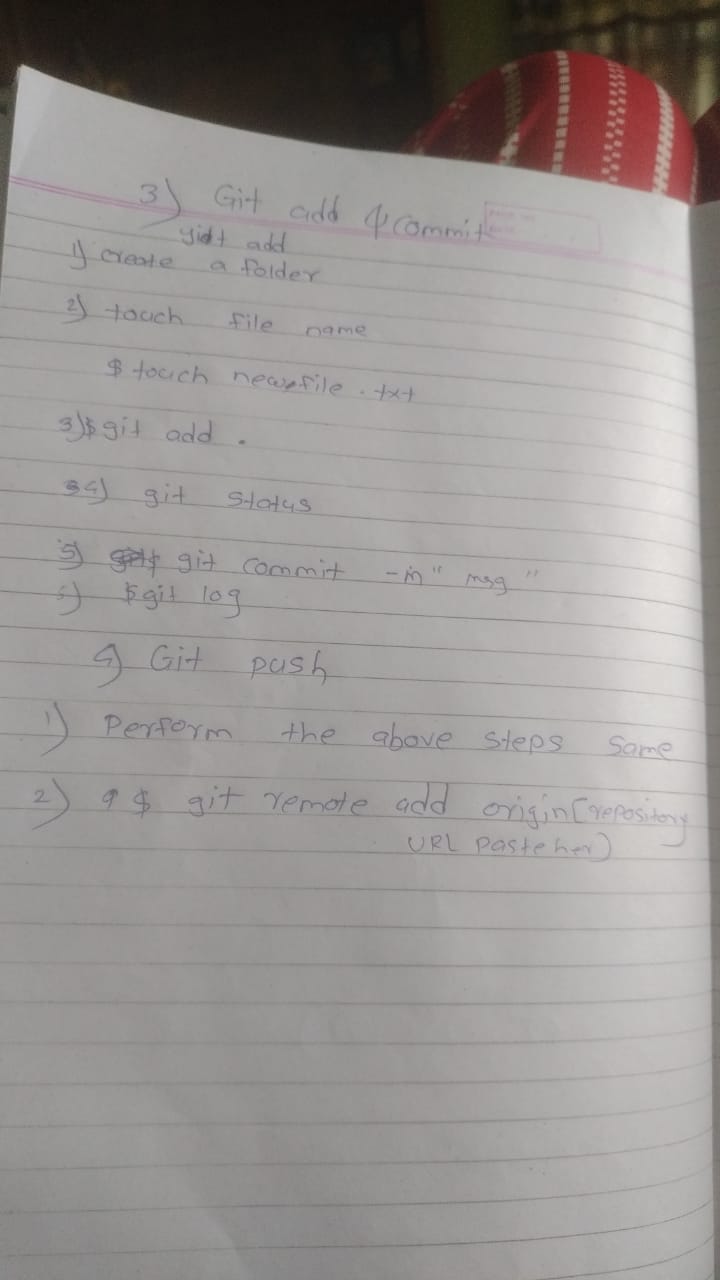 3) Git add & commit
git add
1) create a folder
2) touch file name
$ touch newfile.txt
3) $ git add .
4) git status
5) git commit -m "msg"
$ git log
4) Git push
1) Perform the above steps same
2) $ git remote add origin [repository
URL paste her)